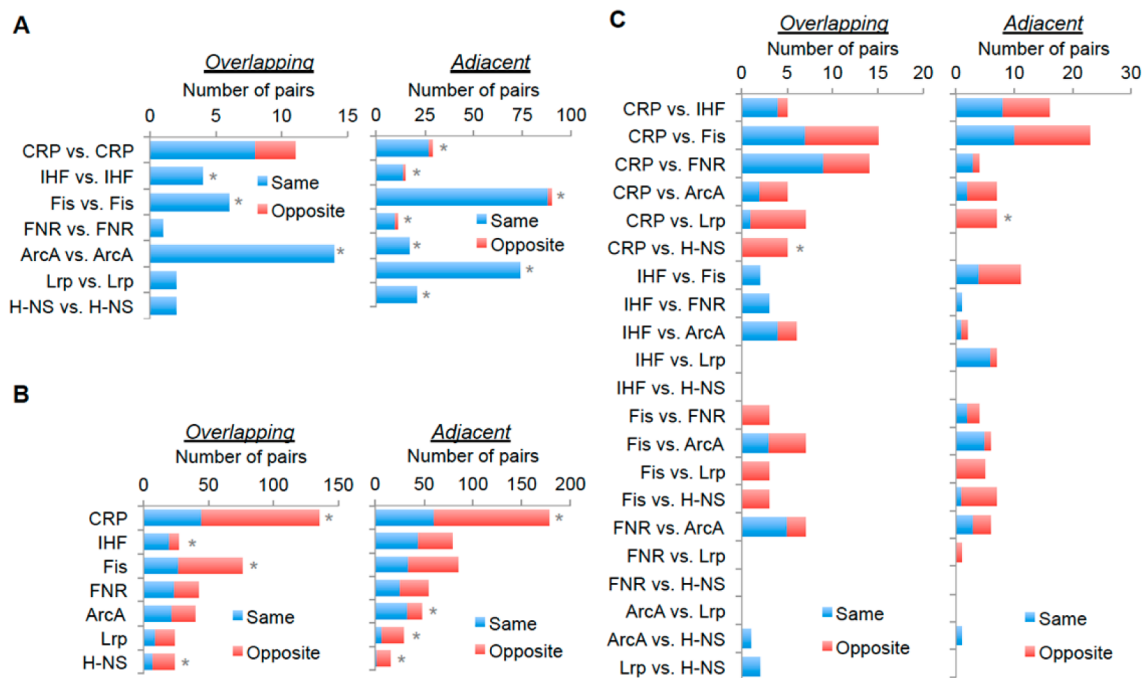 A
Overlapping
Number of pairs
0 5 10 15
Adjacent
Number of pairs
0 25 50 75 100
CRP vs. CRP
IHF vs. IHF *
Fis vs. Fis *
FNR vs. FNR
ArcA vs. ArcA *
Lrp vs. Lrp
H-NS vs. H-NS
Same
Opposite
*
*
*
*
*
*
*
Same
Opposite
B
Overlapping
Number of pairs
0 50 100 150
Adjacent
Number of pairs
0 50 100 150 200
CRP * *
IHF *
Fis *
FNR
ArcA *
Lrp *
H-NS * *
Same
Opposite
Same
Opposite
C
Overlapping
Number of pairs
0 5 10 15 20
Adjacent
Number of pairs
0 10 20 30
CRP vs. IHF
CRP vs. Fis
CRP vs. FNR
CRP vs. ArcA
CRP vs. Lrp *
CRP vs. H-NS *
IHF vs. Fis
IHF vs. FNR
IHF vs. ArcA
IHF vs. Lrp
IHF vs. H-NS
Fis vs. FNR
Fis vs. ArcA
Fis vs. Lrp
Fis vs. H-NS
FNR vs. ArcA
FNR vs. Lrp
FNR vs. H-NS
ArcA vs. Lrp
ArcA vs. H-NS
Lrp vs. H-NS
Same
Opposite
Same
Opposite